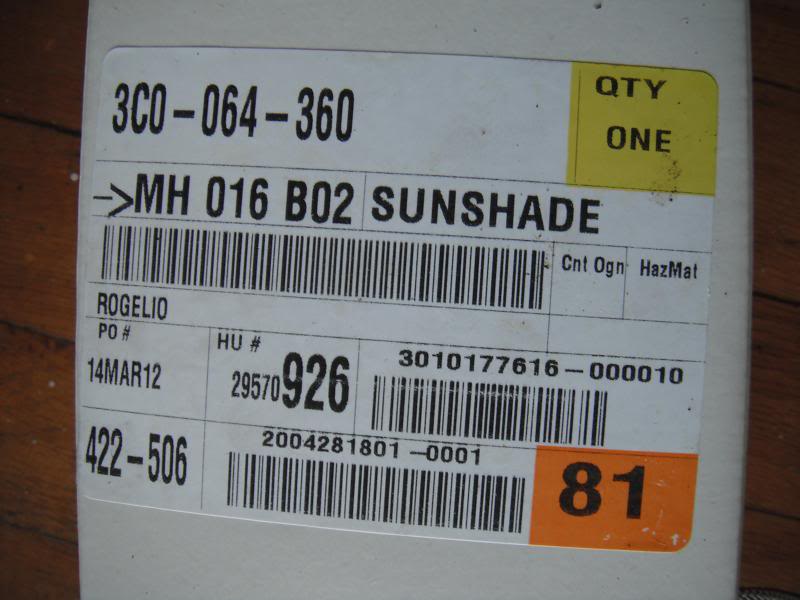 3C0-064-360
QTY
ONE
->MH 016 B02 SUNSHADE
Cnt Ogn
HazMat
ROGELIO
PO #
HU #
14MAR12
29570926
3010177616-000010
422-506
2004281801-0001
81